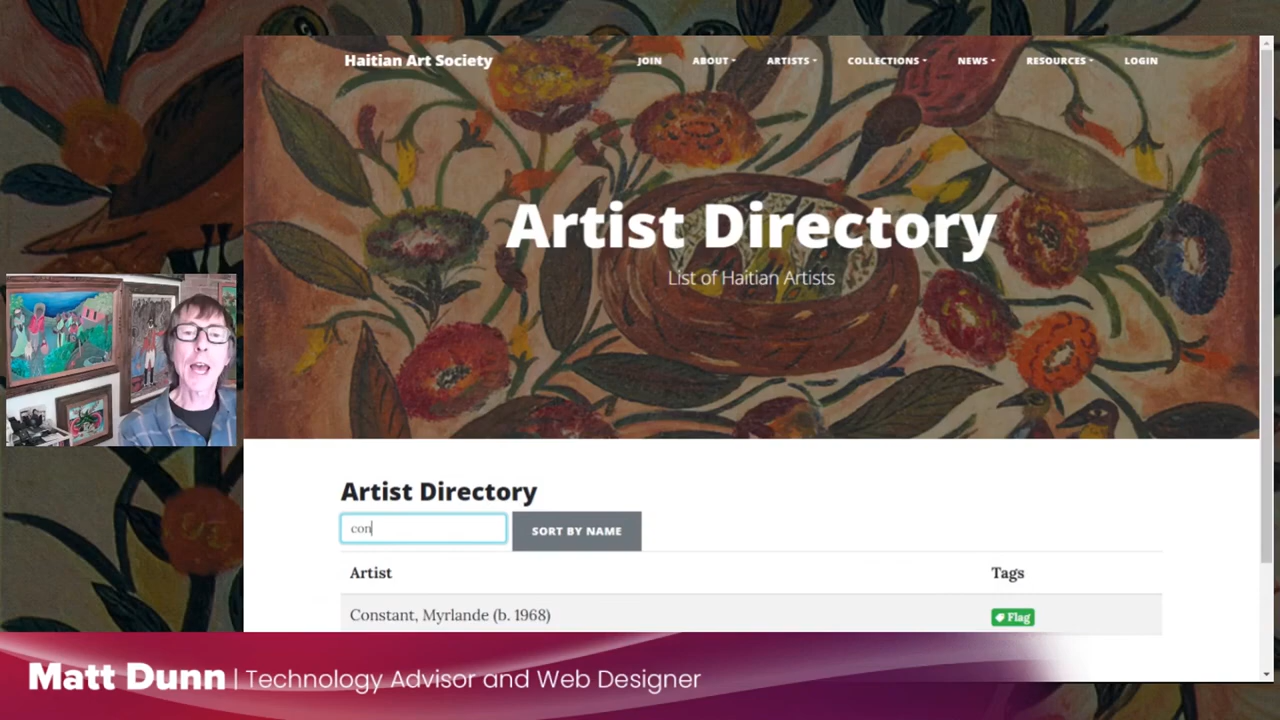 Haitian Art Society
JOIN ABOUT ARTISTS COLLECTIONS NEWS RESOURCES LOGIN
Artist Directory
List of Haitian Artists
Artist Directory
con
SORT BY NAME
Artist Tags
Constant, Myrlande (b. 1968) Flag
Matt Dunn | Technology Advisor and Web Designer